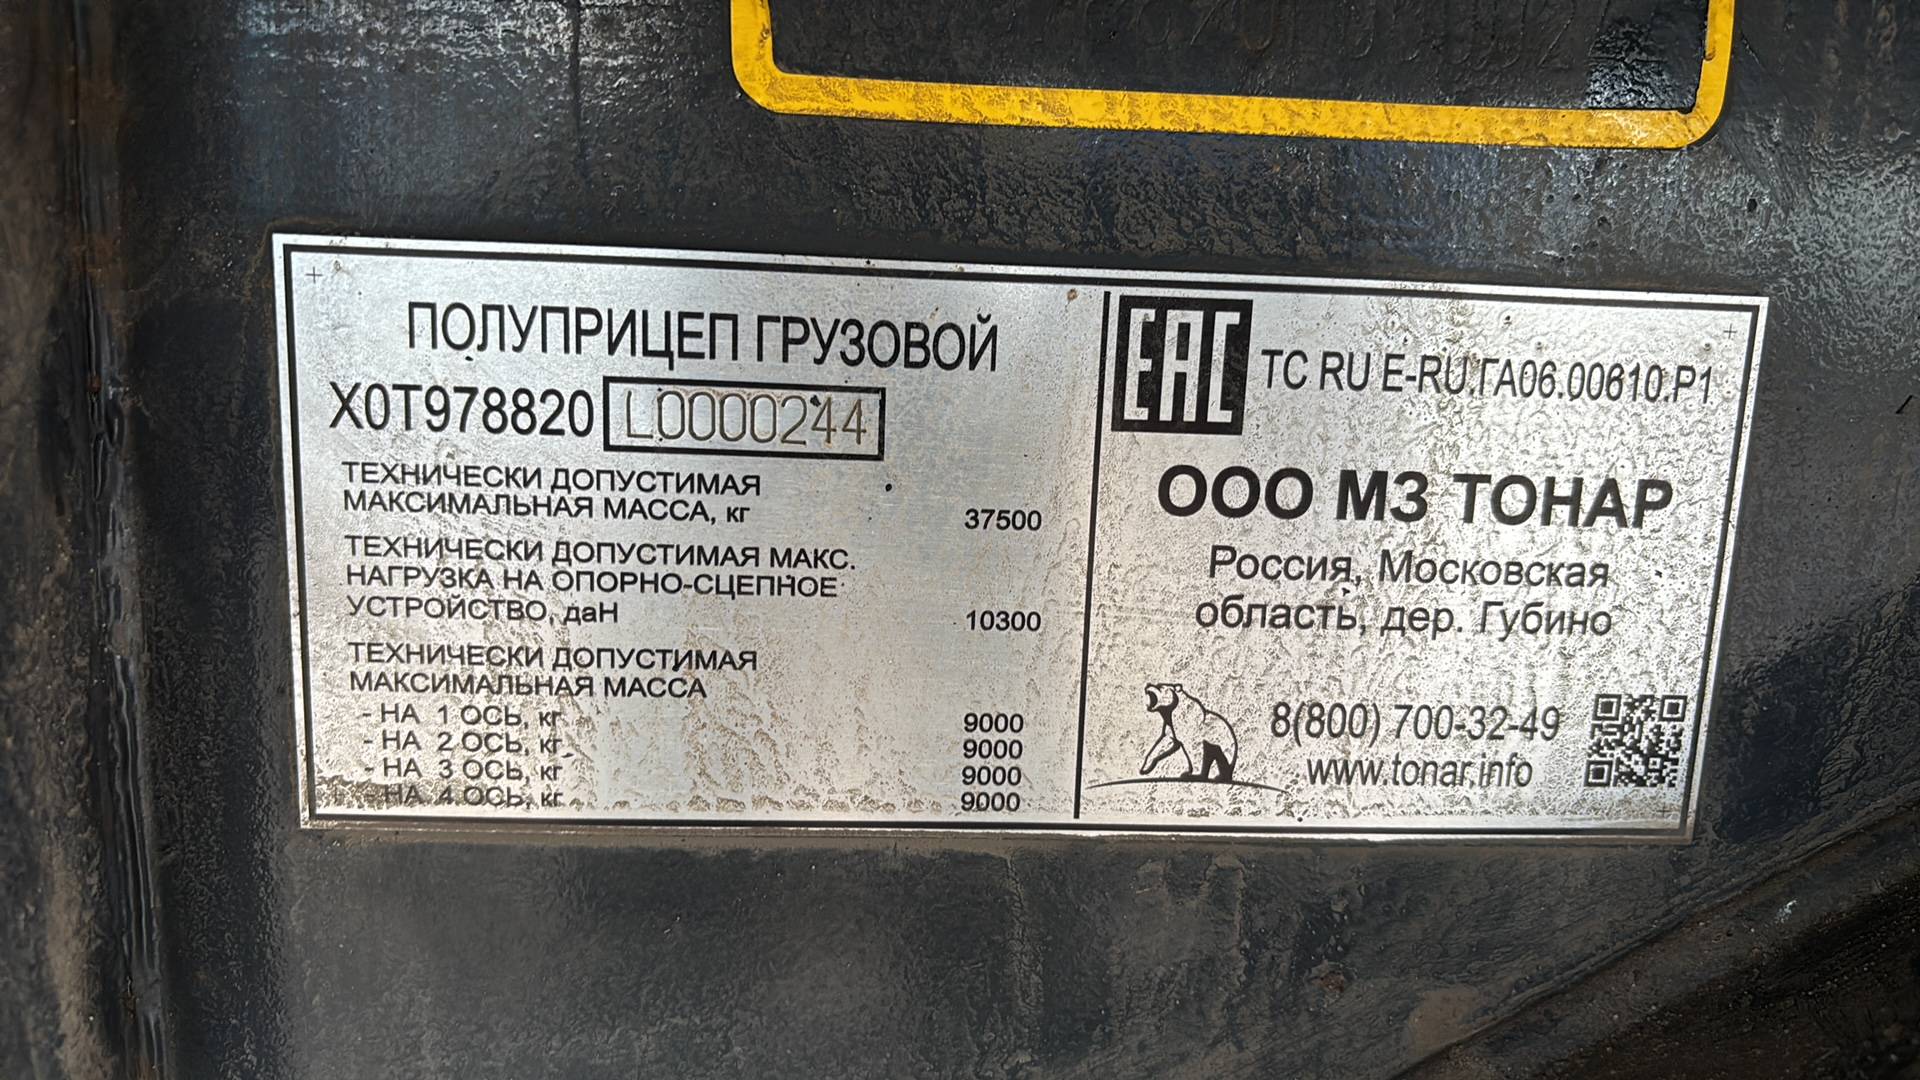 ПОЛУПРИЦЕП ГРУЗОВОЙ
X0T978820 L0000244
ТЕХНИЧЕСКИ ДОПУСТИМАЯ
МАКСИМАЛЬНАЯ МАССА, кг 37500
ТЕХНИЧЕСКИ ДОПУСТИМАЯ МАКС.
НАГРУЗКА НА ОПОРНО-СЦЕПНОЕ
УСТРОЙСТВО, даН 10300
ТЕХНИЧЕСКИ ДОПУСТИМАЯ
МАКСИМАЛЬНАЯ МАССА
- НА 1 ОСЬ, кг 9000
- НА 2 ОСЬ, кг 9000
- НА 3 ОСЬ, кг 9000
- НА 4 ОСЬ, кг 9000
EAC TC RU E-RU.ГА06.00610.P1
ООО МЗ ТОНАР
Россия, Московская
область, дер. Губино
8(800) 700-32-49
www.tonar.info